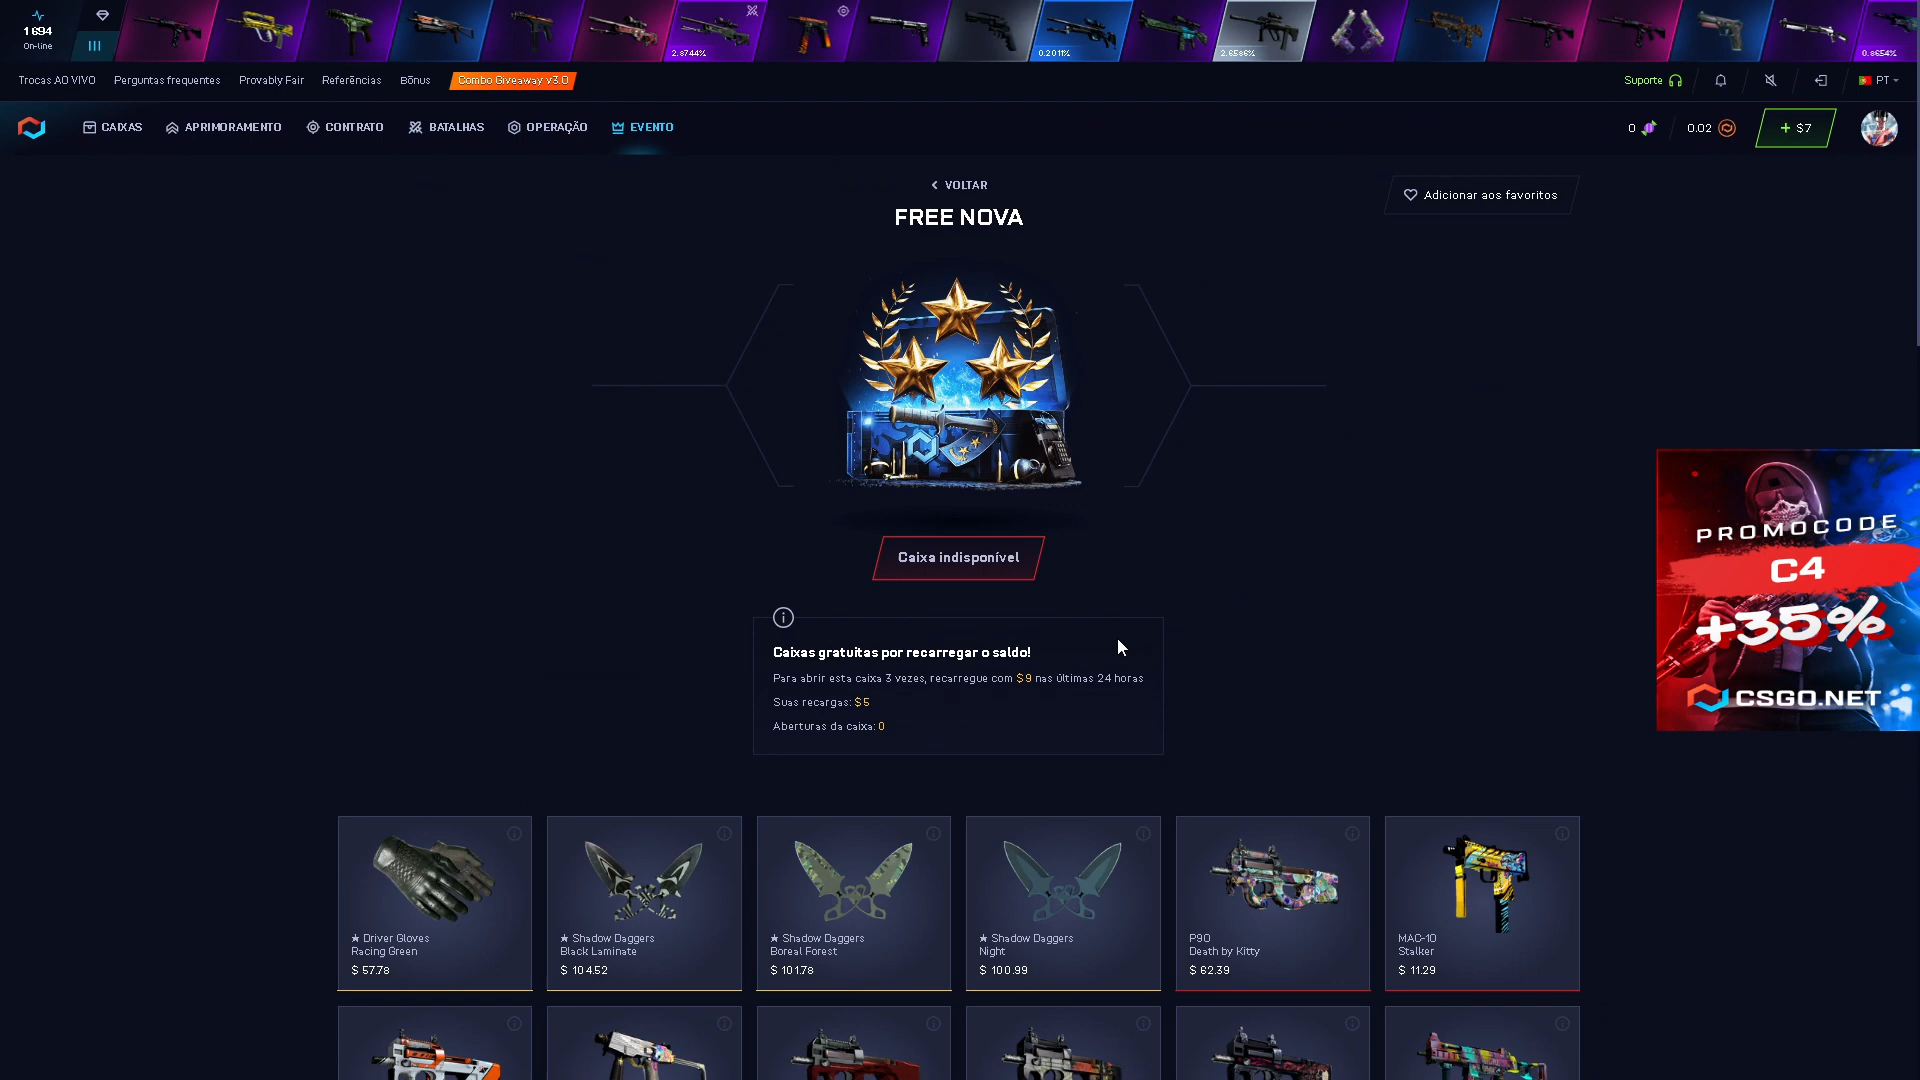 1 694
On-line
2.8744%
0.2011%
2.6586%
0.8654%
Trocas AO VIVO
Perguntas frequentes
Provably Fair
Referências
Bônus
Combo Giveaway v3.0
Suporte
PT
CAIXAS
APRIMORAMENTO
CONTRATO
BATALHAS
OPERAÇÃO
EVENTO
0
0.02
+ $7
VOLTAR
FREE NOVA
Adicionar aos favoritos
Caixa indisponível
Caixas gratuitas por recarregar o saldo!
Para abrir esta caixa 3 vezes, recarregue com $ 9 nas últimas 24 horas
Suas recargas: $ 5
Aberturas da caixa: 0
PROMOCODE
C4
+35%
CSGO.NET
★ Driver Gloves
Racing Green
$ 57.78
★ Shadow Daggers
Black Laminate
$ 104.52
★ Shadow Daggers
Boreal Forest
$ 101.78
★ Shadow Daggers
Night
$ 100.99
P90
Death by Kitty
$ 62.39
MAC-10
Stalker
$ 11.29